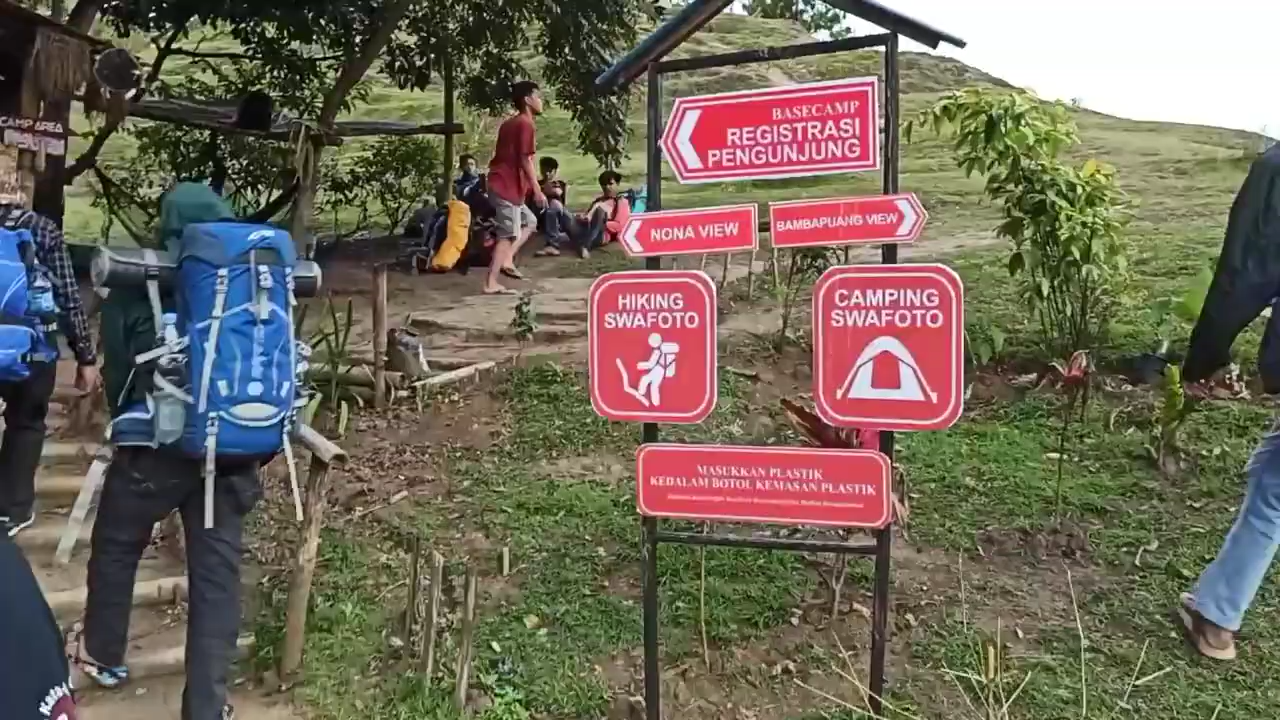 CAMP AREA
BASECAMP
REGISTRASI
PENGUNJUNG
NONA VIEW
BAMBAPUANG VIEW
HIKING
SWAFOTO
CAMPING
SWAFOTO
MASUKKAN PLASTIK
KEDALAM BOTOL KEMASAN PLASTIK